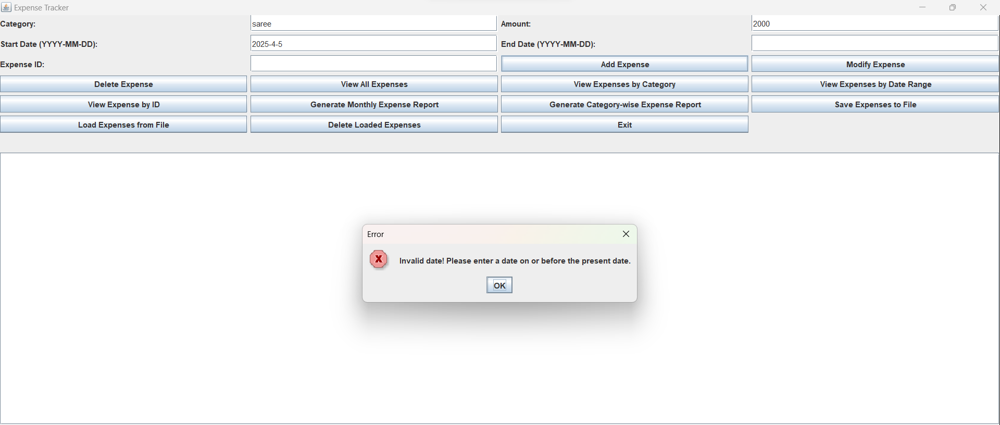 Expense Tracker
Category: saree Amount: 2000
Start Date (YYYY-MM-DD): 2025-4-5 End Date (YYYY-MM-DD):
Expense ID: Add Expense Modify Expense
Delete Expense View All Expenses View Expenses by Category View Expenses by Date Range
View Expense by ID Generate Monthly Expense Report Generate Category-wise Expense Report Save Expenses to File
Load Expenses from File Delete Loaded Expenses Exit
Error
X Invalid date! Please enter a date on or before the present date.
OK